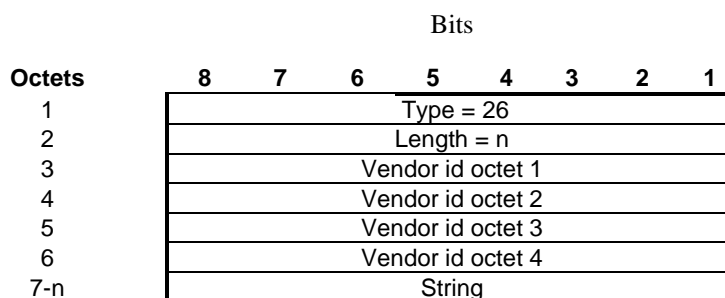 Bits
Octets 8 7 6 5 4 3 2 1
1 Type = 26
2 Length = n
3 Vendor id octet 1
4 Vendor id octet 2
5 Vendor id octet 3
6 Vendor id octet 4
7-n String